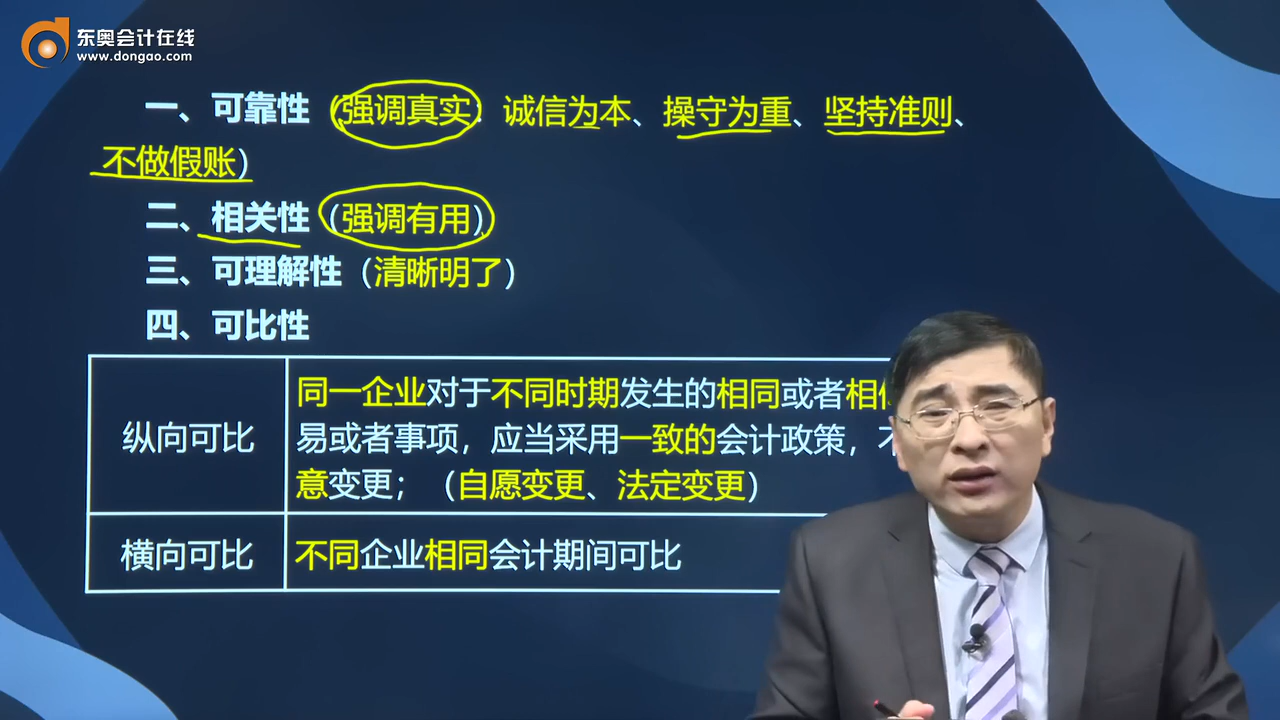 东奥会计在线
www.dongao.com
一、可靠性（强调真实：诚信为本、操守为重、坚持准则、
不做假账）
二、相关性（强调有用）
三、可理解性（清晰明了）
四、可比性
纵向可比
同一企业对于不同时期发生的相同或者相
易或者事项，应当采用一致的会计政策，
意变更；（自愿变更、法定变更）
横向可比
不同企业相同会计期间可比